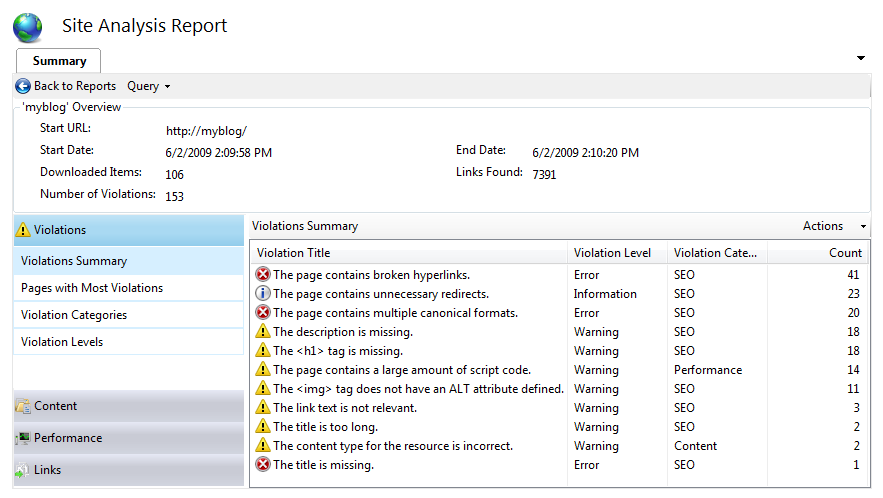 Site Analysis Report
Summary
Back to Reports Query
'myblog' Overview
Start URL: http://myblog/
Start Date: 6/2/2009 2:09:58 PM End Date: 6/2/2009 2:10:20 PM
Downloaded Items: 106 Links Found: 7391
Number of Violations: 153
Violations
Violations Summary
Pages with Most Violations
Violation Categories
Violation Levels
Content
Performance
Links
Violations Summary Actions
Violation Title Violation Level Violation Cate... Count
The page contains broken hyperlinks. Error SEO 41
The page contains unnecessary redirects. Information SEO 23
The page contains multiple canonical formats. Error SEO 20
The description is missing. Warning SEO 18
The <h1> tag is missing. Warning SEO 18
The page contains a large amount of script code. Warning Performance 14
The <img> tag does not have an ALT attribute defined. Warning SEO 11
The link text is not relevant. Warning SEO 3
The title is too long. Warning SEO 2
The content type for the resource is incorrect. Warning Content 2
The title is missing. Error SEO 1